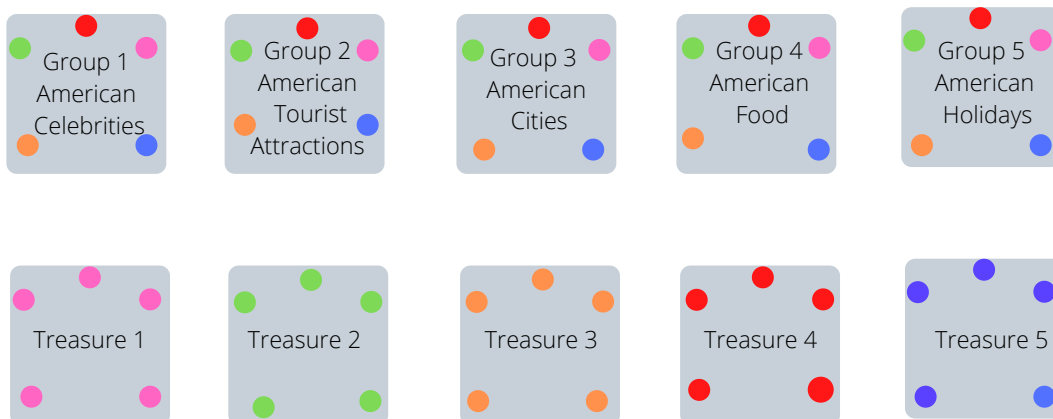 Group 1
American
Celebrities
Group 2
American
Tourist
Attractions
Group 3
American
Cities
Group 4
American
Food
Group 5
American
Holidays
Treasure 1
Treasure 2
Treasure 3
Treasure 4
Treasure 5